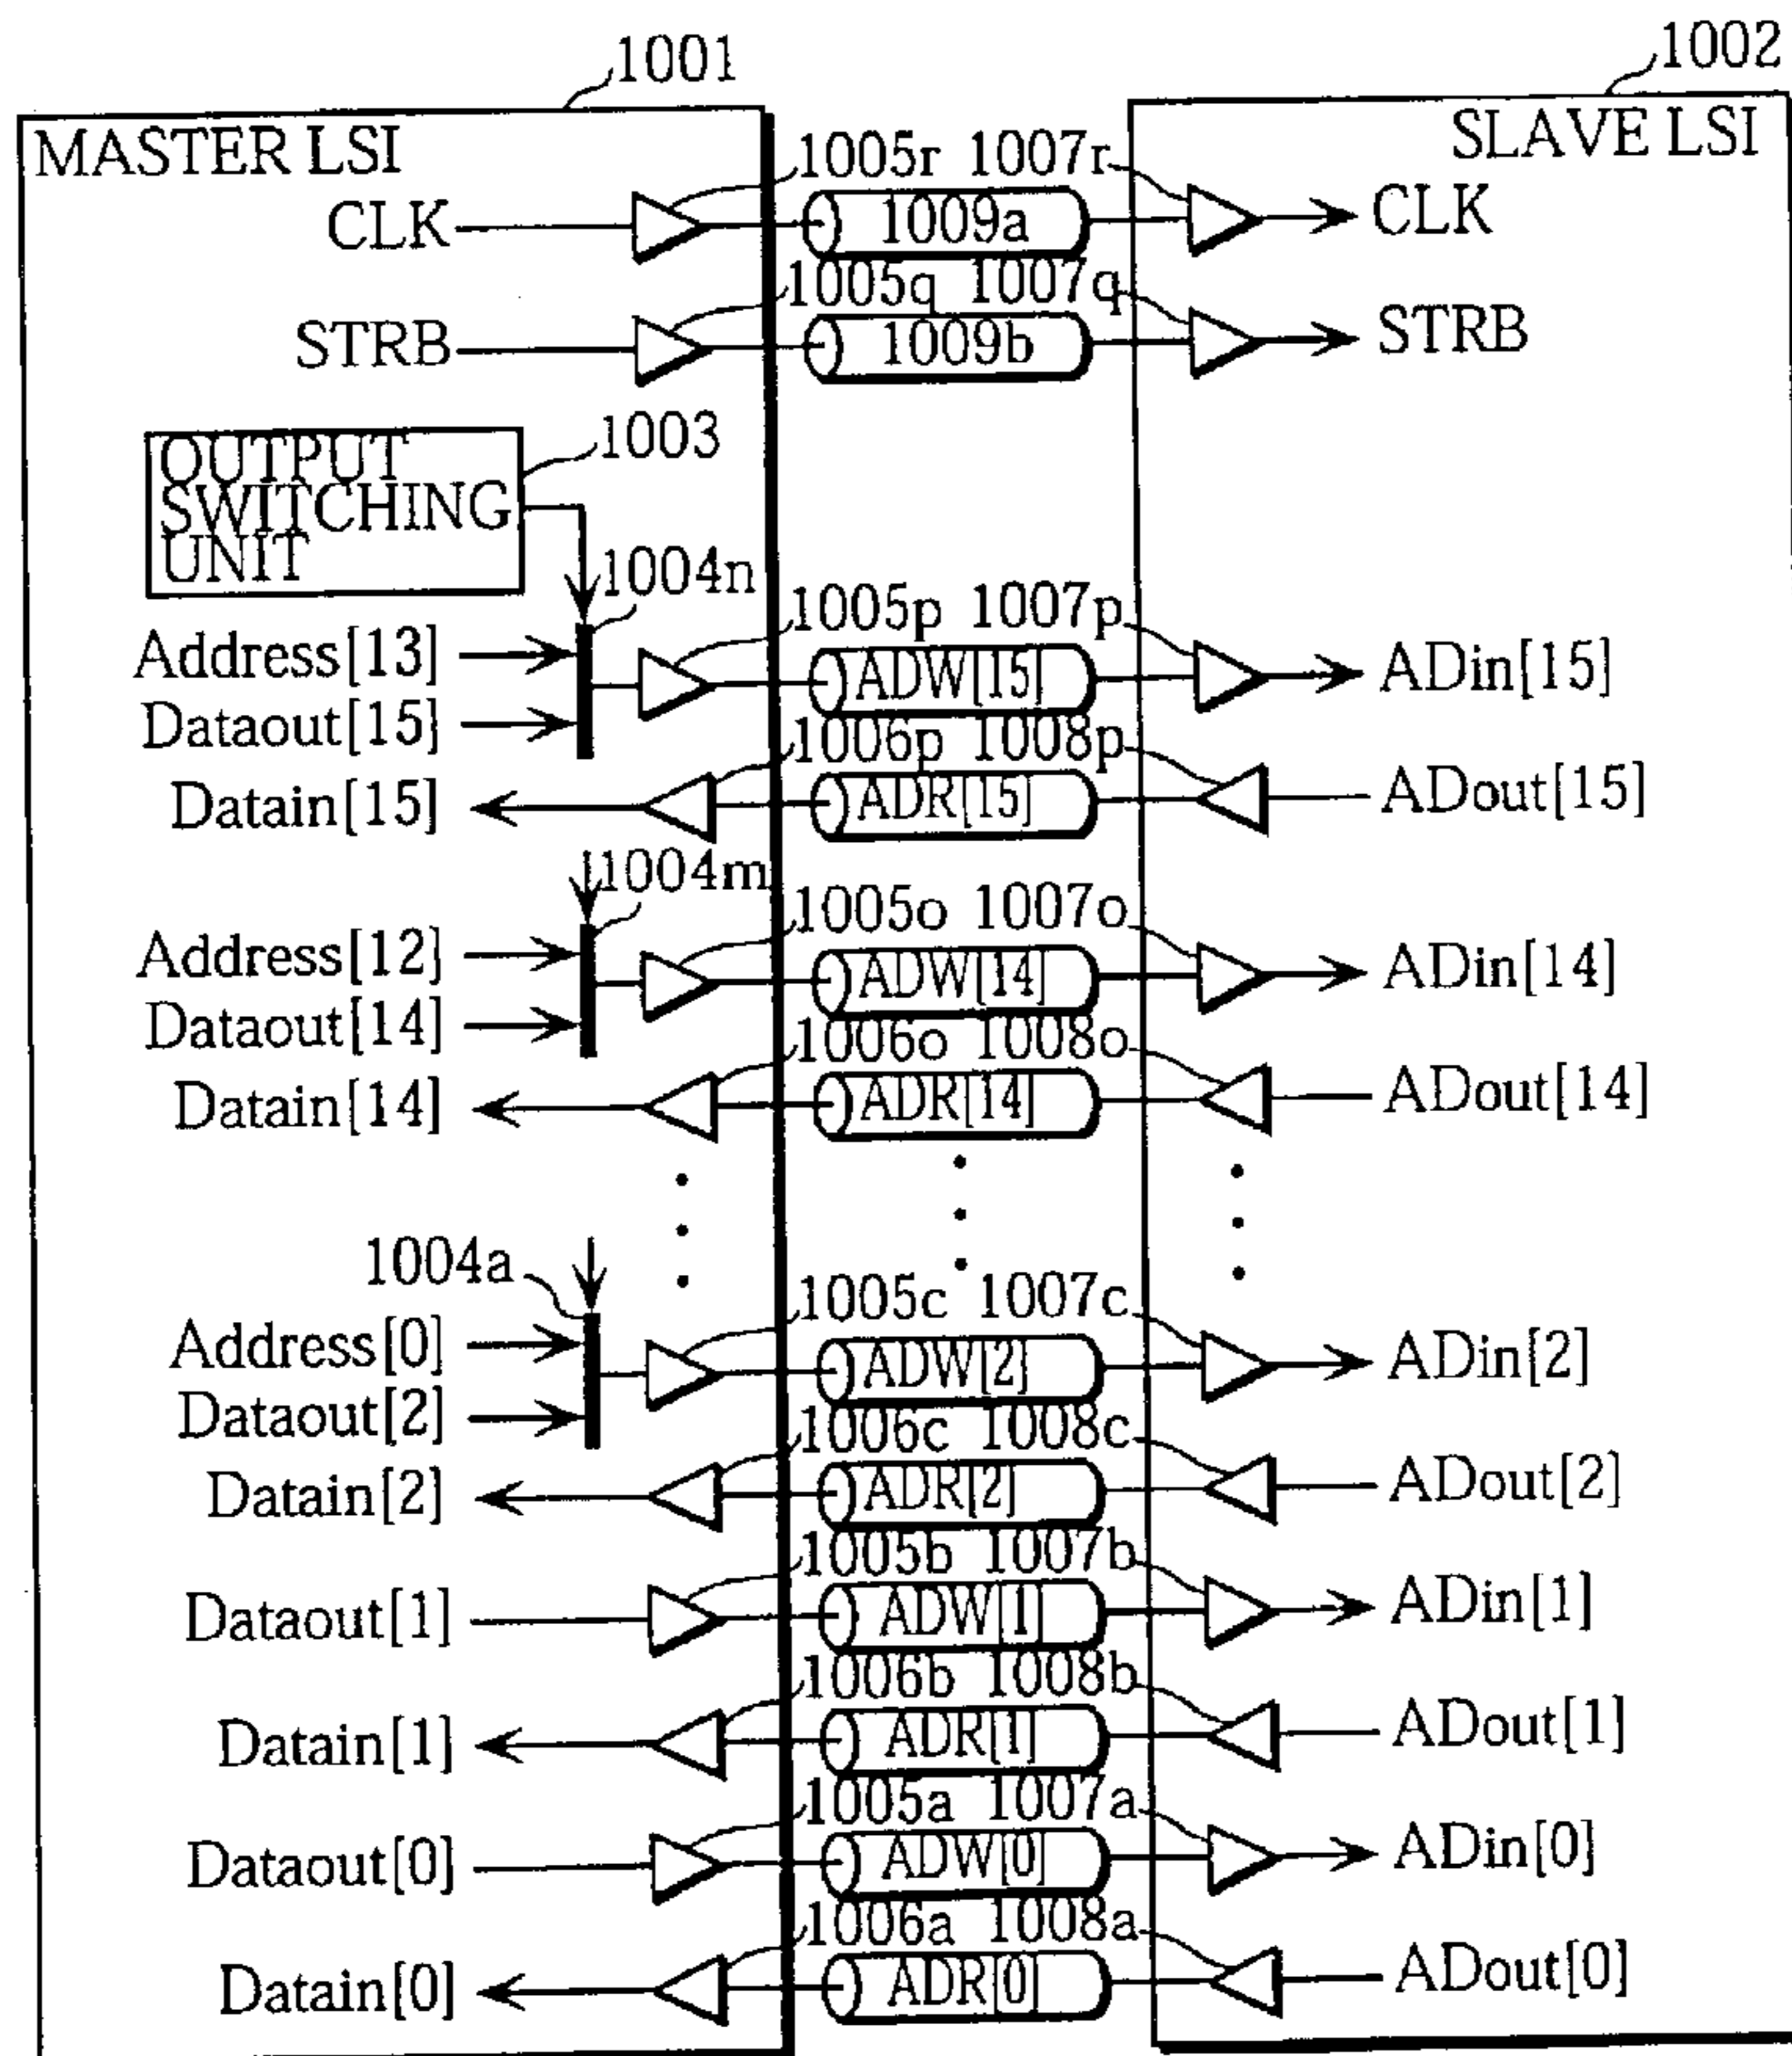 1001
1002
MASTER LSI
SLAVE LSI
1005r 1007r
CLK
1009a
CLK
1005q 1007q
STRB
1009b
STRB
1003
OUTPUT
SWITCHING
UNIT
1004n
1005p 1007p
Address[13]
ADW[15]
ADin[15]
Dataout[15]
1006p 1008p
Datain[15]
ADR[15]
ADout[15]
1004m
1005o 1007o
Address[12]
ADW[14]
ADin[14]
Dataout[14]
1006o 1008o
Datain[14]
ADR[14]
ADout[14]
1004a
1005c 1007c
Address[0]
ADW[2]
ADin[2]
Dataout[2]
1006c 1008c
Datain[2]
ADR[2]
ADout[2]
1005b 1007b
Dataout[1]
ADW[1]
ADin[1]
1006b 1008b
Datain[1]
ADR[1]
ADout[1]
1005a 1007a
Dataout[0]
ADW[0]
ADin[0]
1006a 1008a
Datain[0]
ADR[0]
ADout[0]